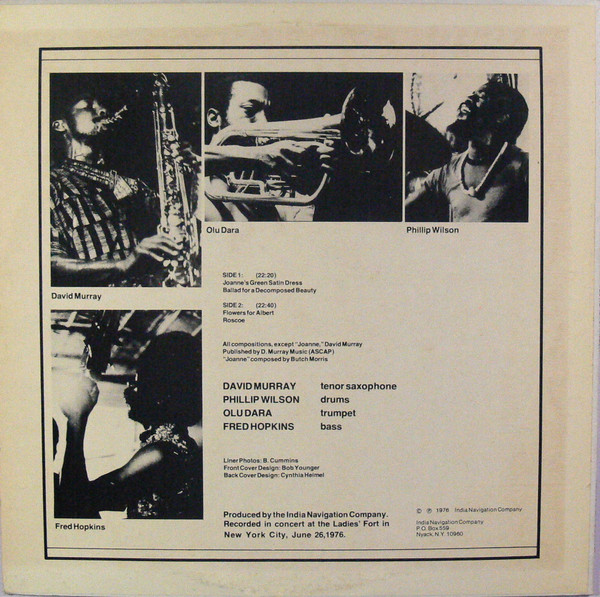 Olu Dara
Phillip Wilson
David Murray
SIDE 1: (22:20)
Joanne's Green Satin Dress
Ballad for a Decomposed Beauty
SIDE 2: (22:40)
Flowers for Albert
Roscoe
All compositions, except "Joanne," David Murray
Published by D. Murray Music (ASCAP)
"Joanne" composed by Butch Morris
DAVID MURRAY tenor saxophone
PHILLIP WILSON drums
OLU DARA trumpet
FRED HOPKINS bass
Liner Photos: B. Cummins
Front Cover Design: Bob Younger
Back Cover Design: Cynthia Heimel
Fred Hopkins
Produced by the India Navigation Company.
Recorded in concert at the Ladies' Fort in
New York City, June 26, 1976.
© ℗ 1976 India Navigation Company
India Navigation Company
P.O. Box 559
Nyack, N.Y. 10960